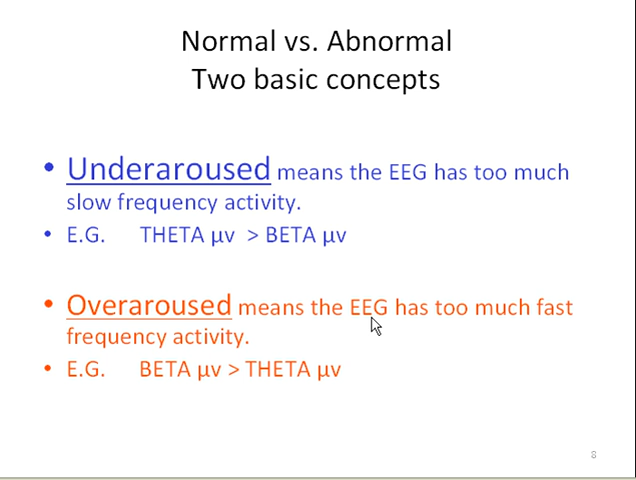 Normal vs. Abnormal
Two basic concepts
• Underaroused means the EEG has too much
slow frequency activity.
• E.G. THETA µv > BETA µv
• Overaroused means the EEG has too much fast
frequency activity.
• E.G. BETA µv > THETA µv
8